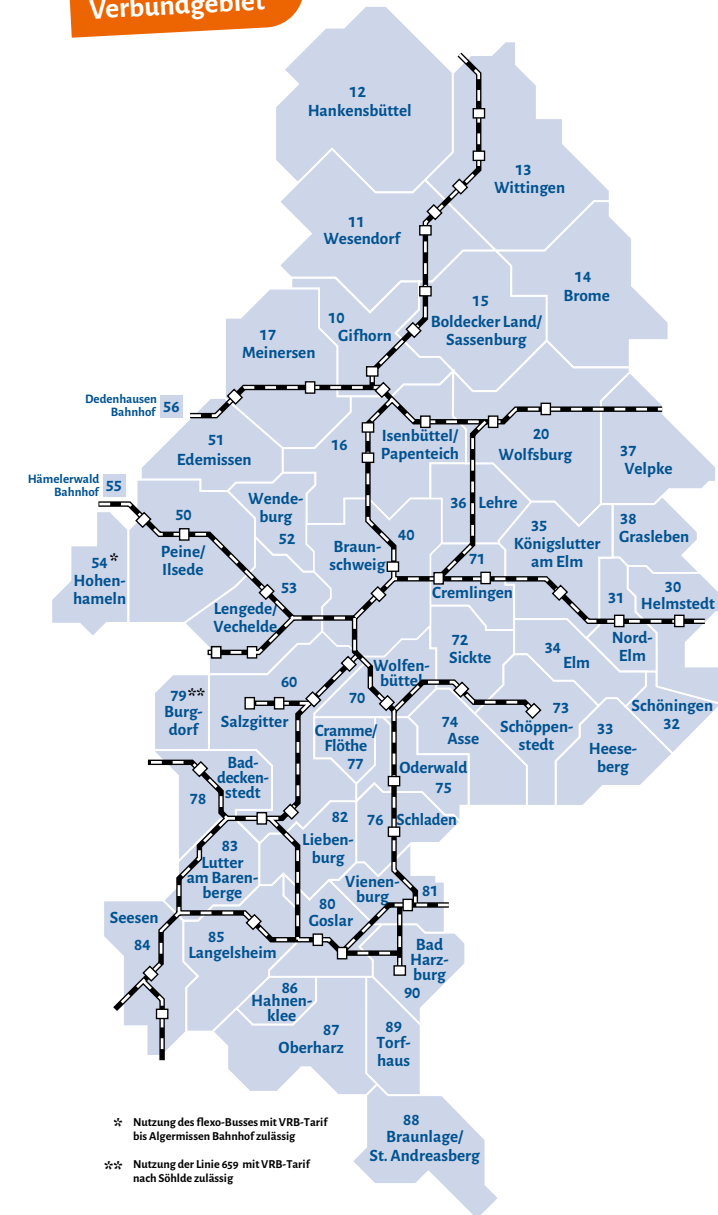 Verbundgebiet
12
Hankensbüttel
13
Wittingen
11
Wesendorf
14
Brome
15
Boldecker Land/
Sassenburg
10
Gifhorn
17
Meinersen
Dedenhausen
Bahnhof
56
51
Edemissen
16
Isenbüttel/
Papenteich
20
Wolfsburg
37
Velpke
Hämelerwald
Bahnhof
55
50
Peine/
Ilsede
Wende-
burg
52
36
Lehre
35
Königslutter
am Elm
38
Grasleben
54*
Hohen-
hameln
40
Braun-
schweig
71
Cremlingen
53
Lengede/
Vechelde
31
Nord-
Elm
30
Helmstedt
72
Sickte
34
Elm
79**
Burg-
dorf
60
Salzgitter
70
Wolfen-
büttel
Cramme/
Flöthe
77
74
Asse
73
Schöppen-
stedt
33
Heese-
berg
Schöningen
32
Bad-
decken-
stedt
78
Oderwald
75
82
Lieben-
burg
76
Schladen
83
Lutter
am Baren-
berge
Vienen-
burg
81
80
Goslar
Seesen
84
85
Langelsheim
Bad
Harz-
burg
90
86
Hahnen-
klee
87
Oberharz
89
Torf-
haus
88
Braunlage/
St. Andreasberg
* Nutzung des flexo-Busses mit VRB-Tarif
bis Algermissen Bahnhof zulässig
** Nutzung der Linie 659 mit VRB-Tarif
nach Söhlde zulässig